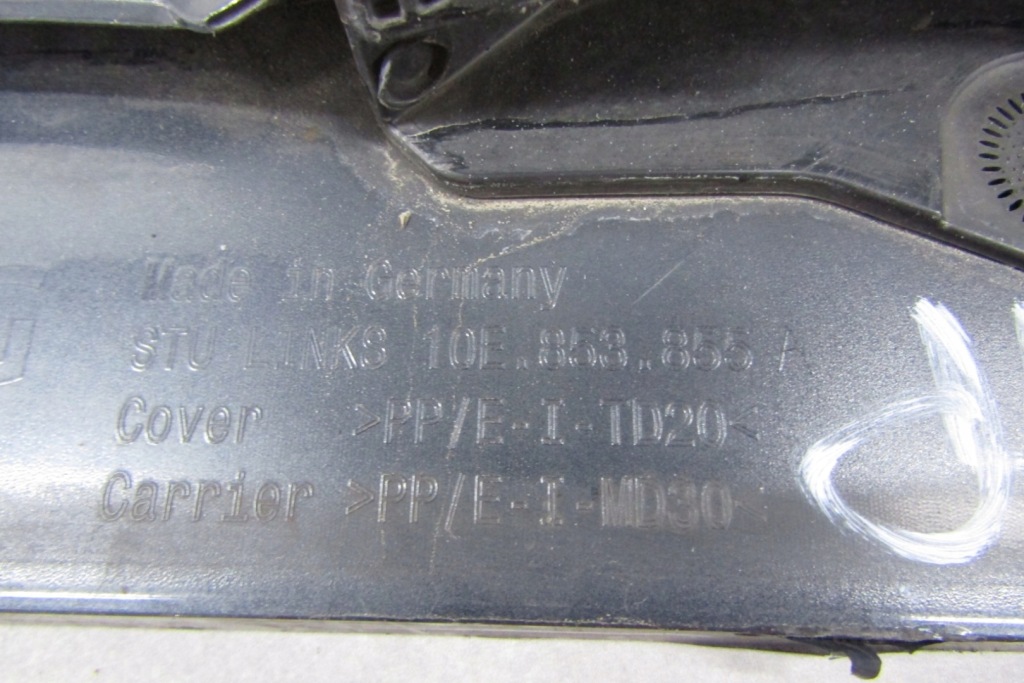 Made in Germany
STU LINKS 10E.853.855 A
Cover >PP/E-I-TD20<
Carrier >PP/E-I-MD30<